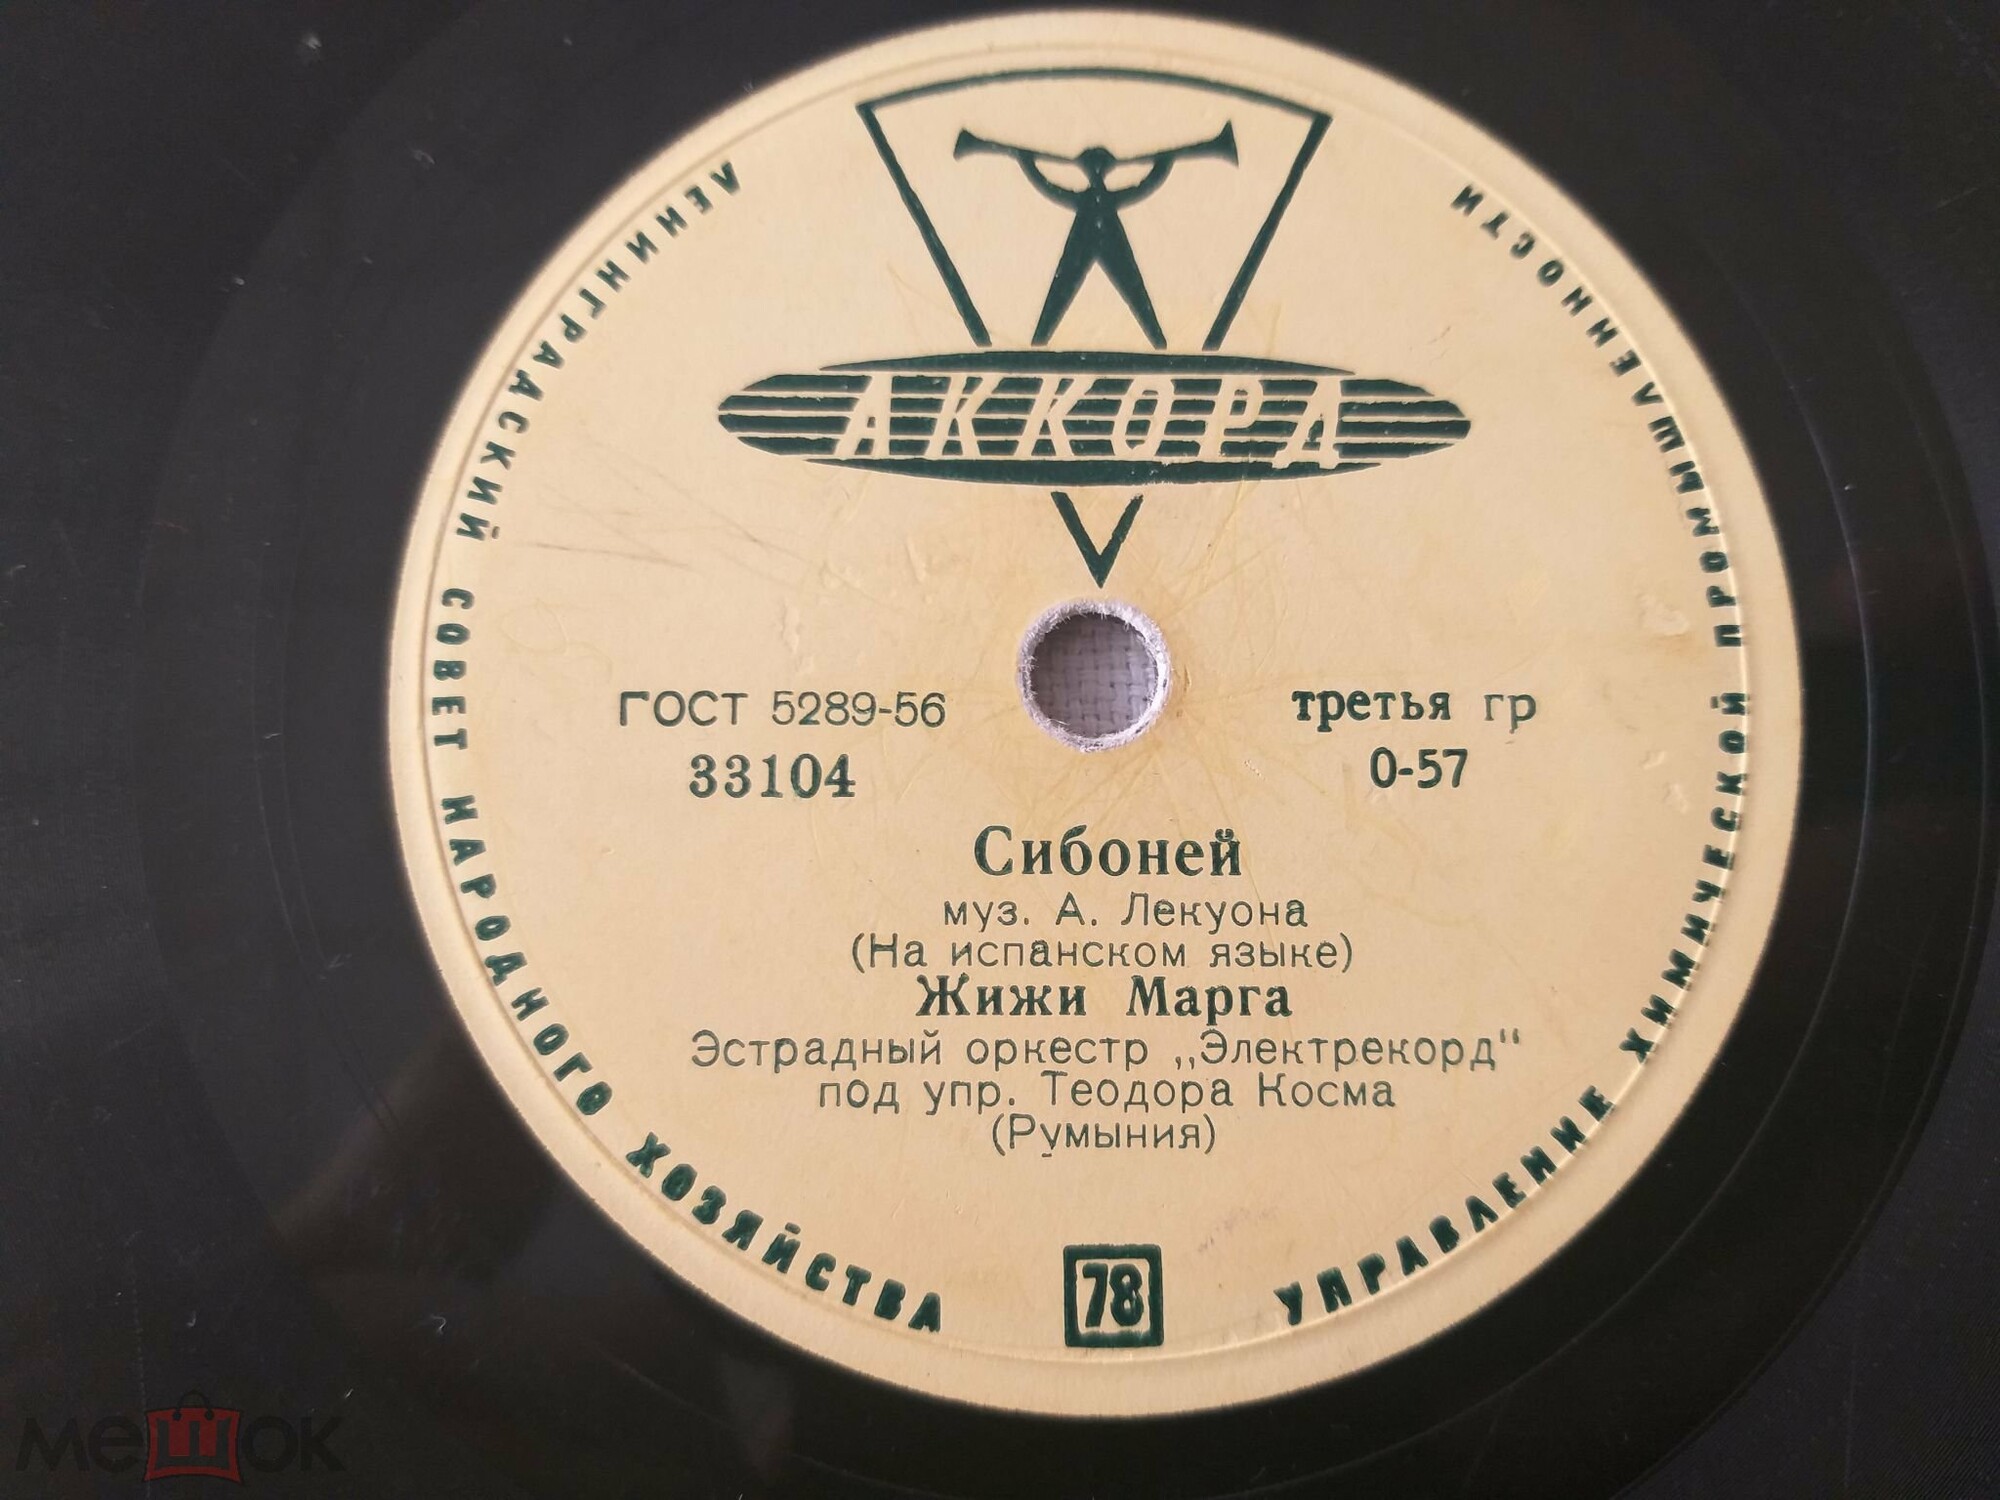 АККОРД
ЛЕНИНГРАДСКИЙ СОВЕТ НАРОДНОГО ХОЗЯЙСТВА
УПРАВЛЕНИЕ ХИМИЧЕСКОЙ ПРОМЫШЛЕННОСТИ
ГОСТ 5289-56
третья гр
33104
0-57
Сибоней
муз. А. Лекуона
(На испанском языке)
Жижи Марга
Эстрадный оркестр „Электрекорд“
под упр. Теодора Косма
(Румыния)
78
мешок